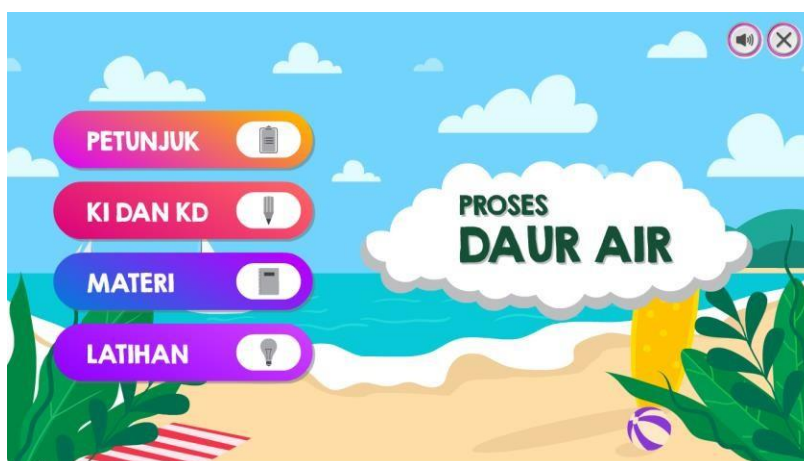 PETUNJUK
KI DAN KD
MATERI
LATIHAN
PROSES
DAUR AIR